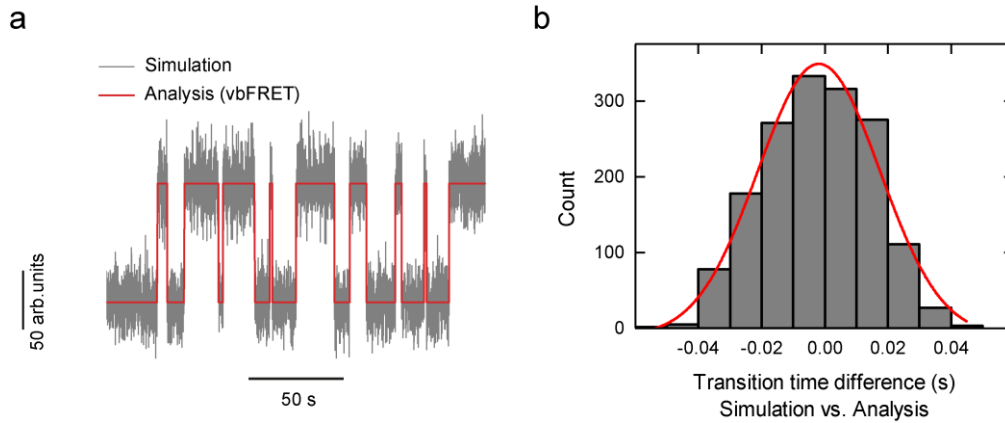 a
Simulation
Analysis (vbFRET)
50 arb.units
50 s
b
Count
300
200
100
0
-0.04
-0.02
0.00
0.02
0.04
Transition time difference (s)
Simulation vs. Analysis